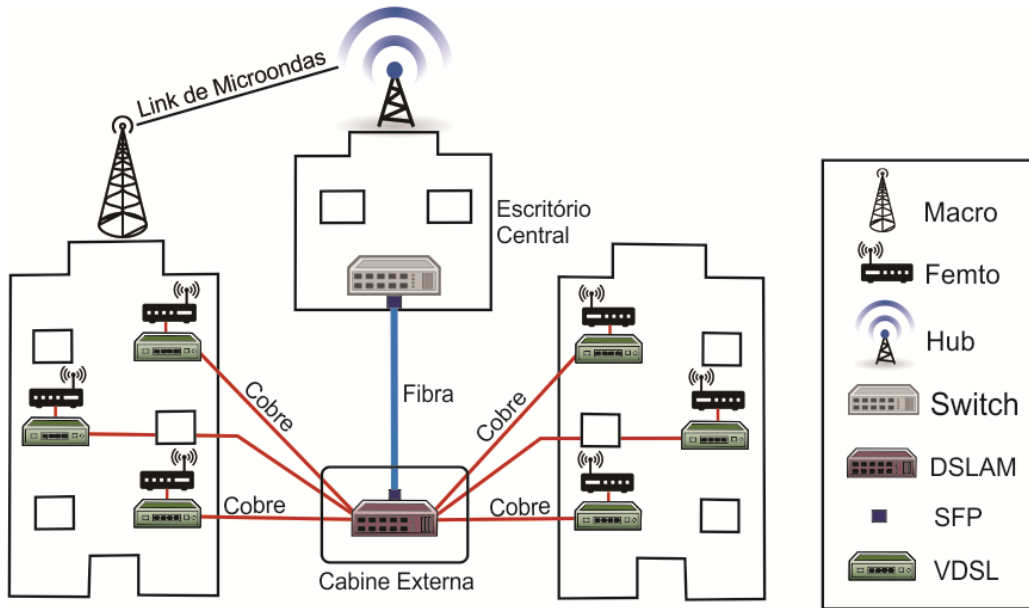 Link de Microondas
Escritório
Central
Fibra
Cobre
Cobre
Cobre
Cobre
Cabine Externa
Macro
Femto
Hub
Switch
DSLAM
SFP
VDSL